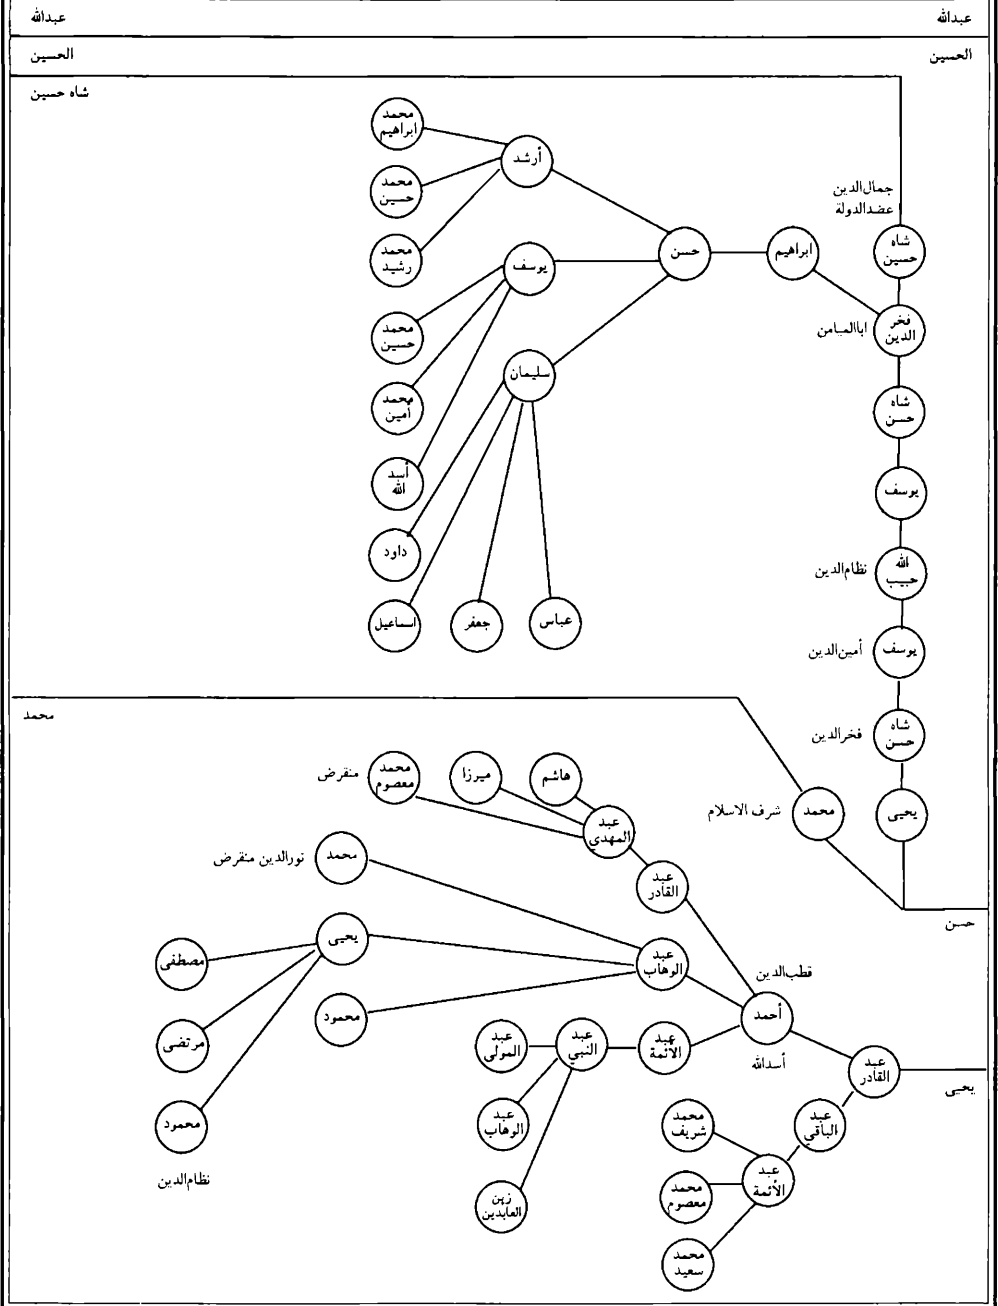 عبدالله
عبدالله
الحسين
الحسين
شاه حسين
محمد
ابراهيم
أرشد
محمد
حسين
جمال‌الدين
عضدالدولة
شاه
حسين
ابراهيم
حسن
محمد
رشيد
يوسف
فخر
الدين
اباالميامن
محمد
حسين
سليمان
شاه
حسن
محمد
أمين
أسد
الله
يوسف
داود
الله
حبيب
نظام‌الدين
عباس
جعفر
اسماعيل
يوسف
أمين‌الدين
محمد
شاه
حسن
فخرالدين
هاشم
ميرزا
محمد
معصوم
منقرض
يحيى
محمد
شرف الاسلام
عبد
المهدي
محمد
نورالدين منقرض
عبد
القادر
حسن
يحيى
مصطفى
عبد
الوهاب
قطب‌الدين
أحمد
أسدالله
محمود
عبد
الأئمة
عبد
النبي
عبد
المولى
مرتضى
عبد
القادر
يحيى
محمد
شريف
عبد
الباقي
عبد
الوهاب
محمود
نظام‌الدين
عبد
الأئمة
محمد
معصوم
زين
العابدين
محمد
سعيد